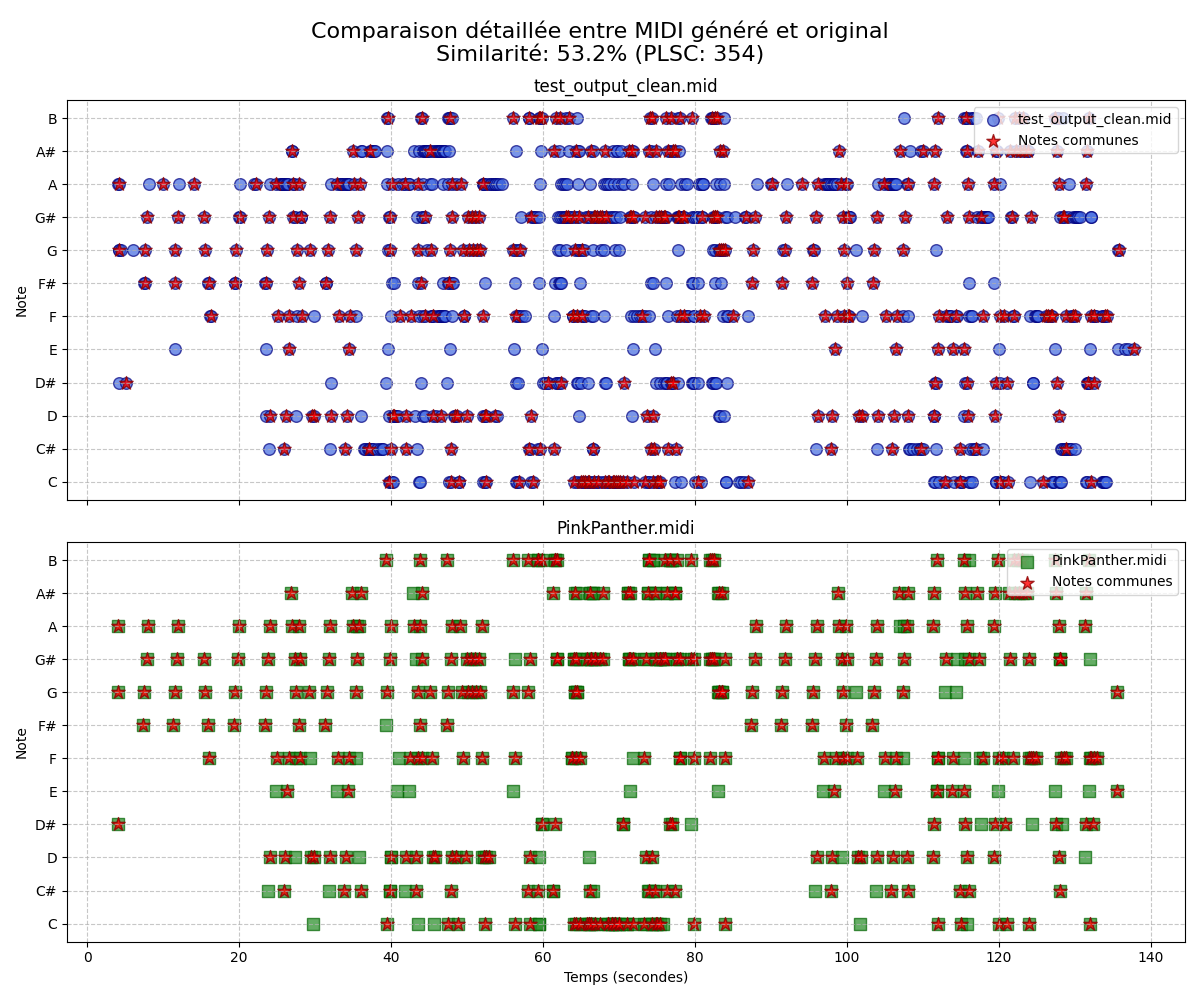 Comparaison détaillée entre MIDI généré et original
Similarité: 53.2% (PLSC: 354)
test_output_clean.mid
B
A#
A
G#
G
F#
F
E
D#
D
C#
C
Note
test_output_clean.mid
Notes communes
PinkPanther.midi
B
A#
A
G#
G
F#
F
E
D#
D
C#
C
Note
PinkPanther.midi
Notes communes
0
20
40
60
80
100
120
140
Temps (secondes)